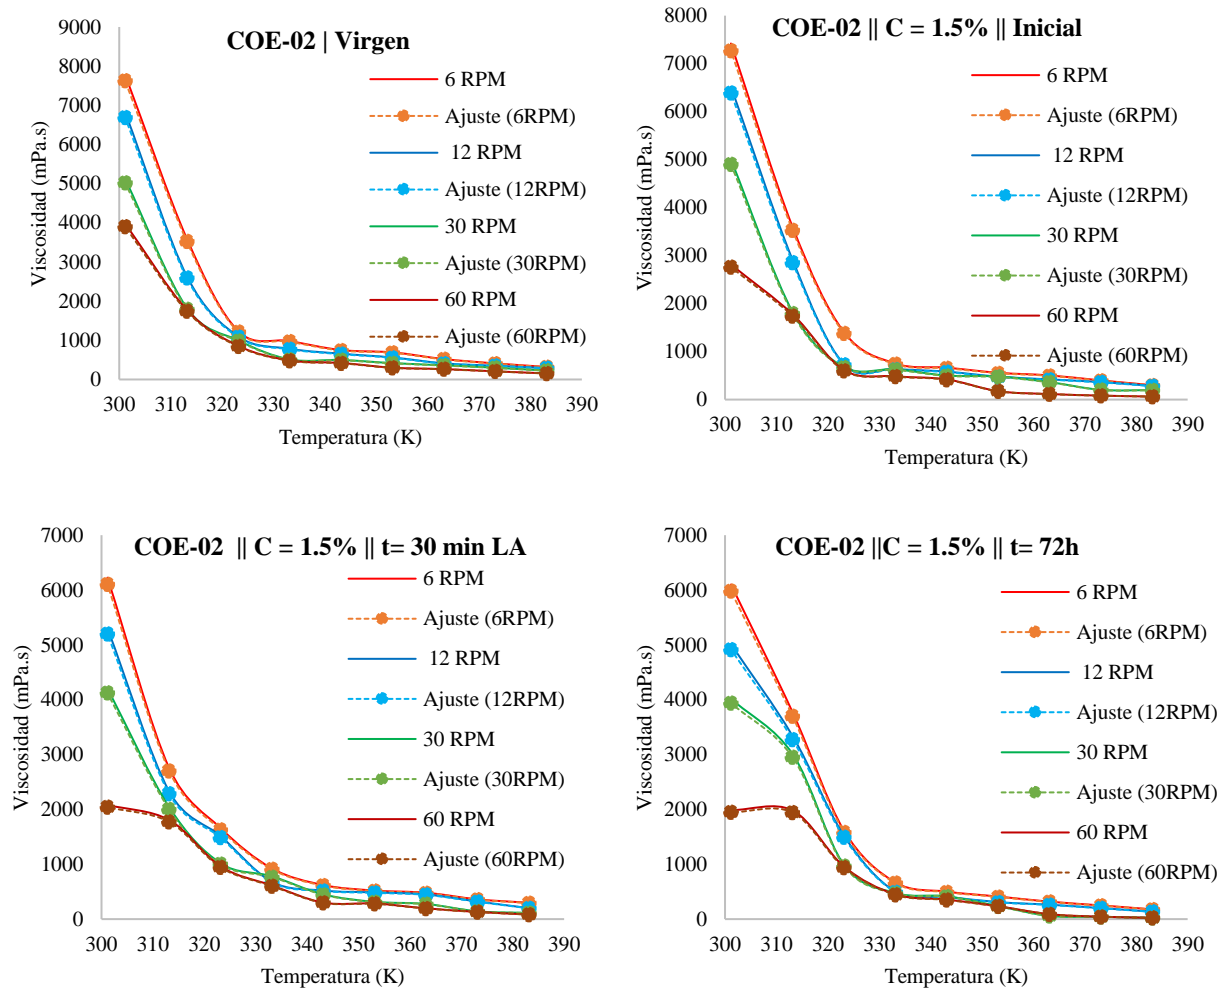 COE-02 | Virgen
9000
8000
7000
6000
5000
4000
3000
2000
1000
0
Viscosidad (mPa.s)
6 RPM
Ajuste (6RPM)
12 RPM
Ajuste (12RPM)
30 RPM
Ajuste (30RPM)
60 RPM
Ajuste (60RPM)
300 310 320 330 340 350 360 370 380 390
Temperatura (K)
COE-02 || C = 1.5% || Inicial
8000
7000
6000
5000
4000
3000
2000
1000
0
Viscosidad (mPa.s)
6 RPM
Ajuste (6RPM)
12 RPM
Ajuste (12RPM)
30 RPM
Ajuste (30RPM)
60 RPM
Ajuste (60RPM)
300 310 320 330 340 350 360 370 380 390
Temperatura (K)
COE-02 || C = 1.5% || t= 30 min LA
7000
6000
5000
4000
3000
2000
1000
0
Viscosidad (mPa.s)
6 RPM
Ajuste (6RPM)
12 RPM
Ajuste (12RPM)
30 RPM
Ajuste (30RPM)
60 RPM
Ajuste (60RPM)
300 310 320 330 340 350 360 370 380 390
Temperatura (K)
COE-02 ||C = 1.5% || t= 72h
7000
6000
5000
4000
3000
2000
1000
0
Viscosidad (mPa.s)
6 RPM
Ajuste (6RPM)
12 RPM
Ajuste (12RPM)
30 RPM
Ajuste (30RPM)
60 RPM
Ajuste (60RPM)
300 310 320 330 340 350 360 370 380 390
Temperatura (K)